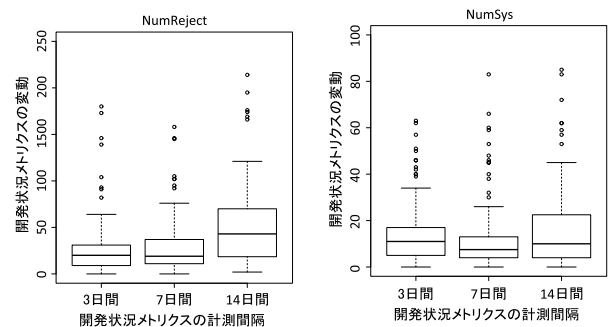 NumReject
250
200
150
100
50
0
開発状況メトリクスの変動
3日間 7日間 14日間
開発状況メトリクスの計測間隔
NumSys
100
80
60
40
20
0
開発状況メトリクスの変動
3日間 7日間 14日間
開発状況メトリクスの計測間隔